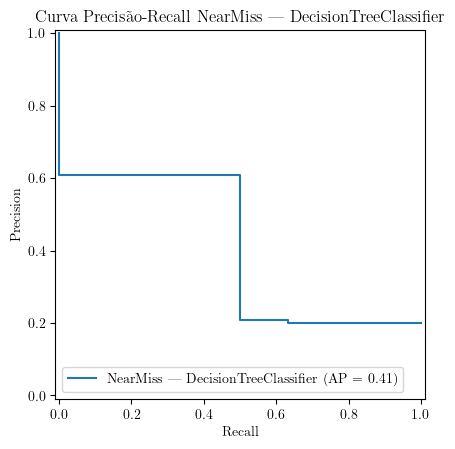 Curva Precisão-Recall NearMiss — DecisionTreeClassifier
1.0
0.8
0.6
0.4
0.2
0.0
Precision
NearMiss — DecisionTreeClassifier (AP = 0.41)
0.0 0.2 0.4 0.6 0.8 1.0
Recall